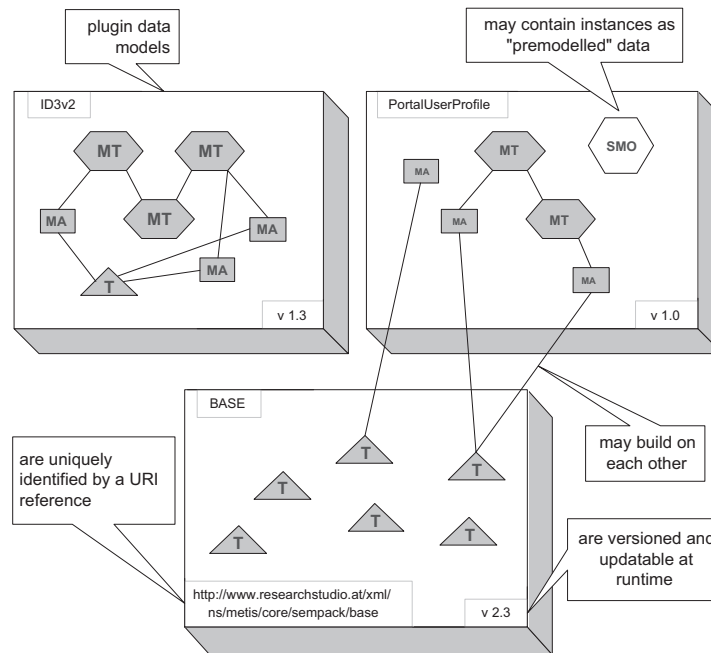 plugin data
models
may contain instances as
"premodelled" data
ID3v2
MT
MT
MT
MA
MA
MA
T
v 1.3
PortalUserProfile
SMO
MT
MA
MA
MT
MA
v 1.0
BASE
T
T
T
T
T
T
http://www.researchstudio.at/xml/
ns/metis/core/sempack/base
v 2.3
are uniquely
identified by a URI
reference
may build on
each other
are versioned and
updatable at
runtime